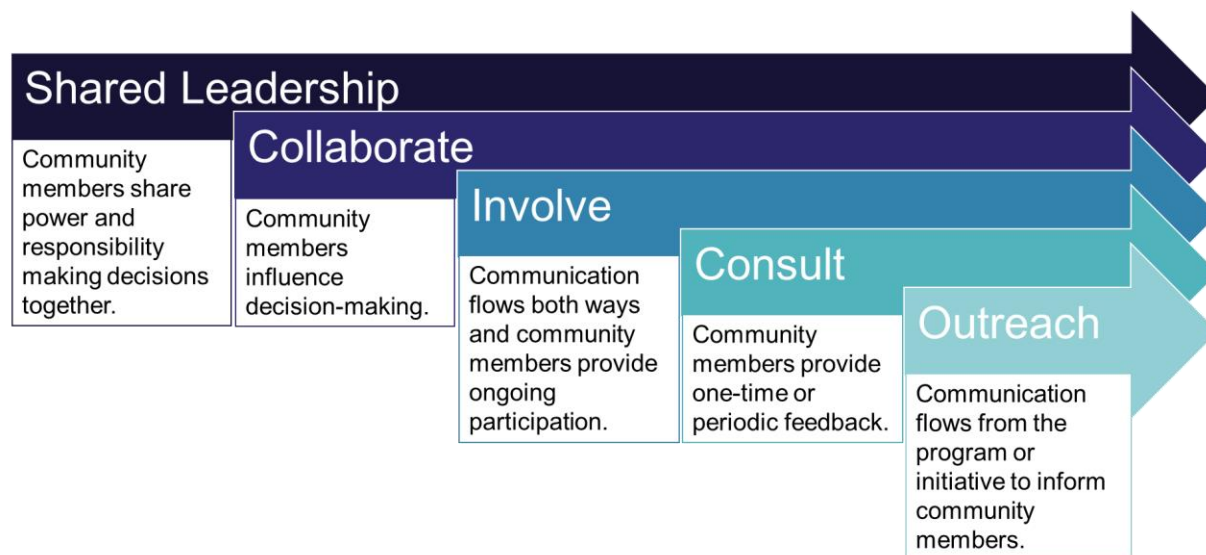 Shared Leadership
Community
members share
power and
responsibility
making decisions
together.
Collaborate
Community
members
influence
decision-making.
Involve
Communication
flows both ways
and community
members provide
ongoing
participation.
Consult
Community
members provide
one-time or
periodic feedback.
Outreach
Communication
flows from the
program or
initiative to inform
community
members.